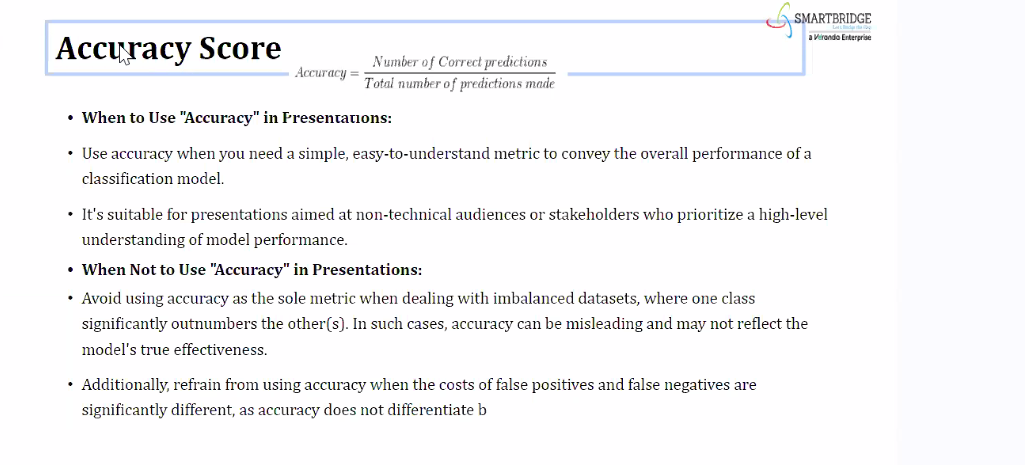 SMARTBRIDGE
a Veranda Enterprise
Accuracy Score
Accuracy = Number of Correct predictions / Total number of predictions made
• When to Use "Accuracy" in Presentations:
• Use accuracy when you need a simple, easy-to-understand metric to convey the overall performance of a
classification model.
• It's suitable for presentations aimed at non-technical audiences or stakeholders who prioritize a high-level
understanding of model performance.
• When Not to Use "Accuracy" in Presentations:
• Avoid using accuracy as the sole metric when dealing with imbalanced datasets, where one class
significantly outnumbers the other(s). In such cases, accuracy can be misleading and may not reflect the
model's true effectiveness.
• Additionally, refrain from using accuracy when the costs of false positives and false negatives are
significantly different, as accuracy does not differentiate b